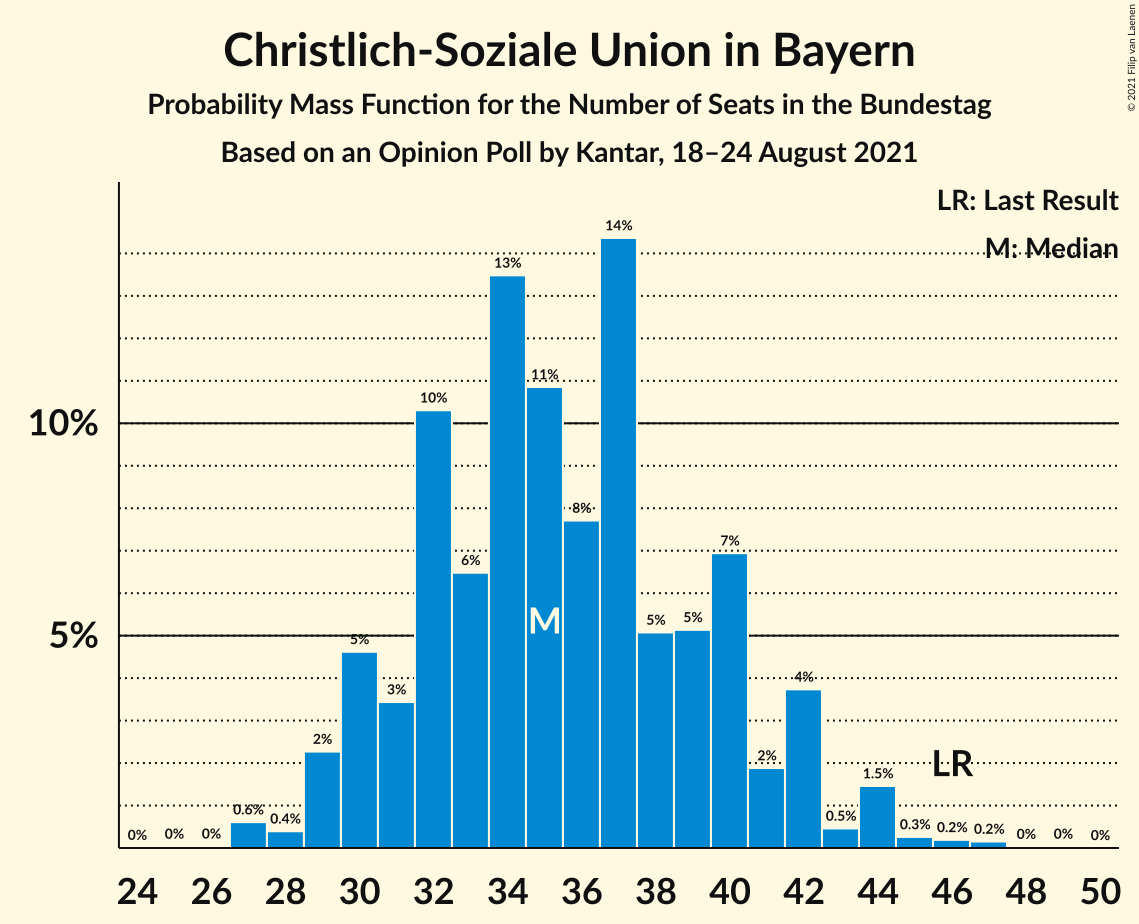 Christlich-Soziale Union in Bayern
Probability Mass Function for the Number of Seats in the Bundestag
Based on an Opinion Poll by Kantar, 18–24 August 2021
© 2021 Filip van Laenen
LR: Last Result
M: Median
10%
5%
0% 0% 0% 0.6% 0.4% 2% 5% 3% 10% 6% 13% 11% 8% 14% 5% 5% 7% 2% 4% 0.5% 1.5% 0.3% 0.2% 0.2% 0% 0% 0%
M
LR
24 26 28 30 32 34 36 38 40 42 44 46 48 50